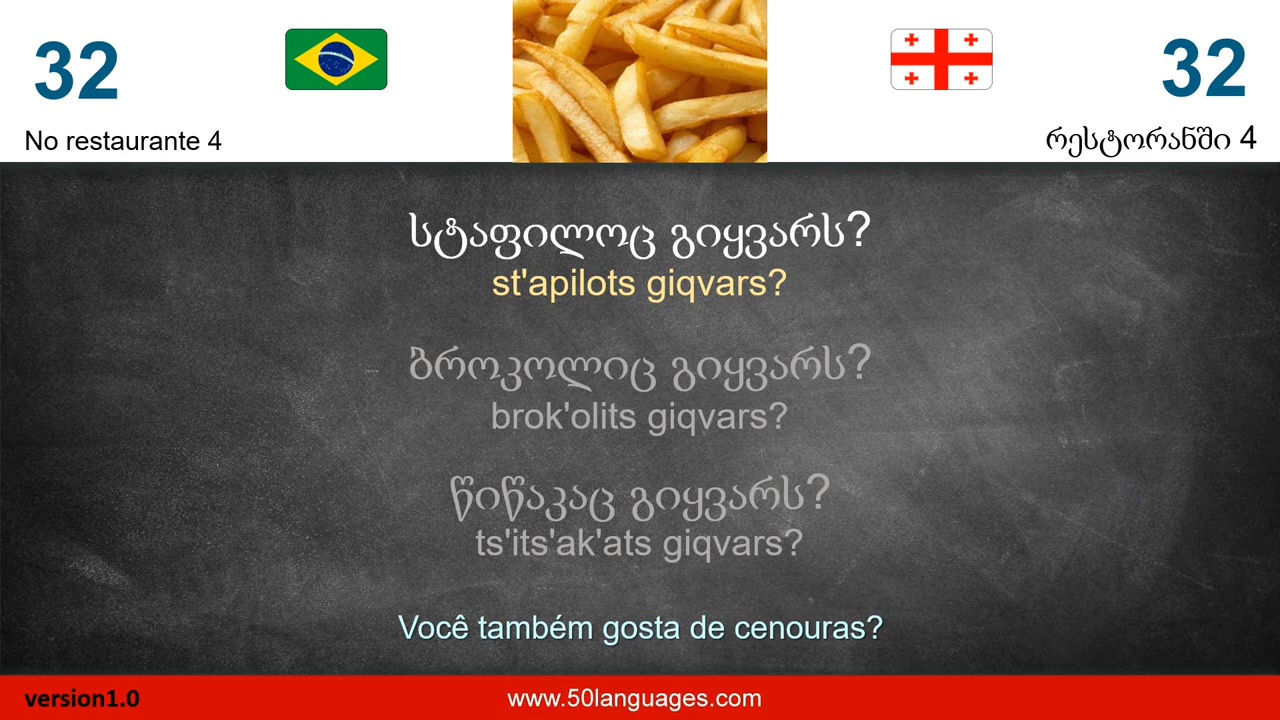 32
32
No restaurante 4
რესტორანში 4
სტაფილოც გიყვარს?
st'apilots giqvars?
ბროკოლიც გიყვარს?
brok'olits giqvars?
წიწაკაც გიყვარს?
ts'its'ak'ats giqvars?
Você também gosta de cenouras?
version1.0
www.50languages.com